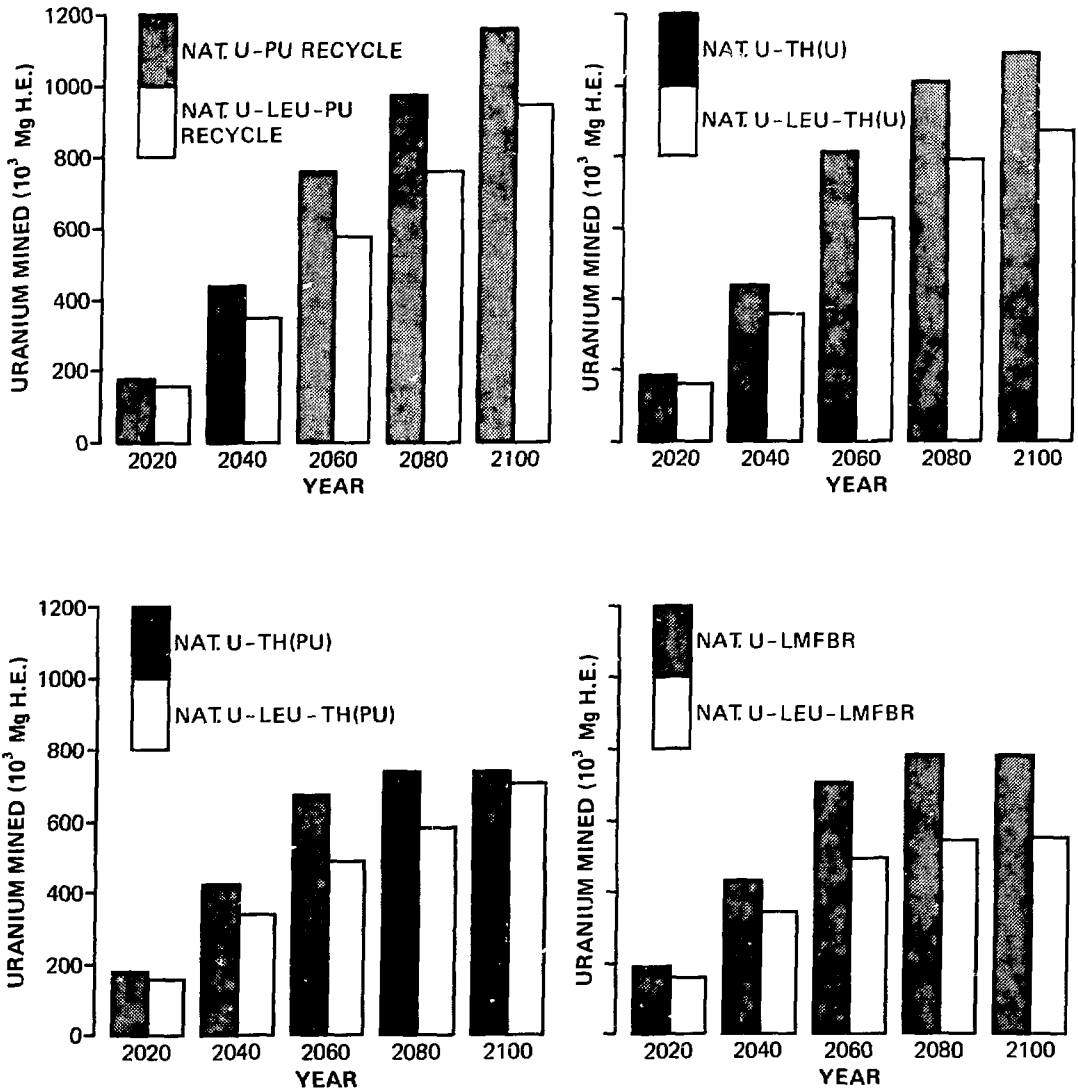 URANIUM MINED (10³ Mg H.E.)
1200
1000
800
600
400
200
0
NAT. U-PU RECYCLE
NAT. U-LEU-PU
RECYCLE
2020 2040 2060 2080 2100
YEAR
URANIUM MINED (10³ Mg H.E.)
NAT. U-TH(U)
NAT. U-LEU-TH(U)
2020 2040 2060 2080 2100
YEAR
URANIUM MINED (10³ Mg H.E.)
1200
1000
800
600
400
200
0
NAT. U-TH(PU)
NAT. U-LEU-TH(PU)
2020 2040 2060 2080 2100
YEAR
URANIUM MINED (10³ Mg H.E.)
NAT. U-LMFBR
NAT. U-LEU-LMFBR
2020 2040 2060 2080 2100
YEAR